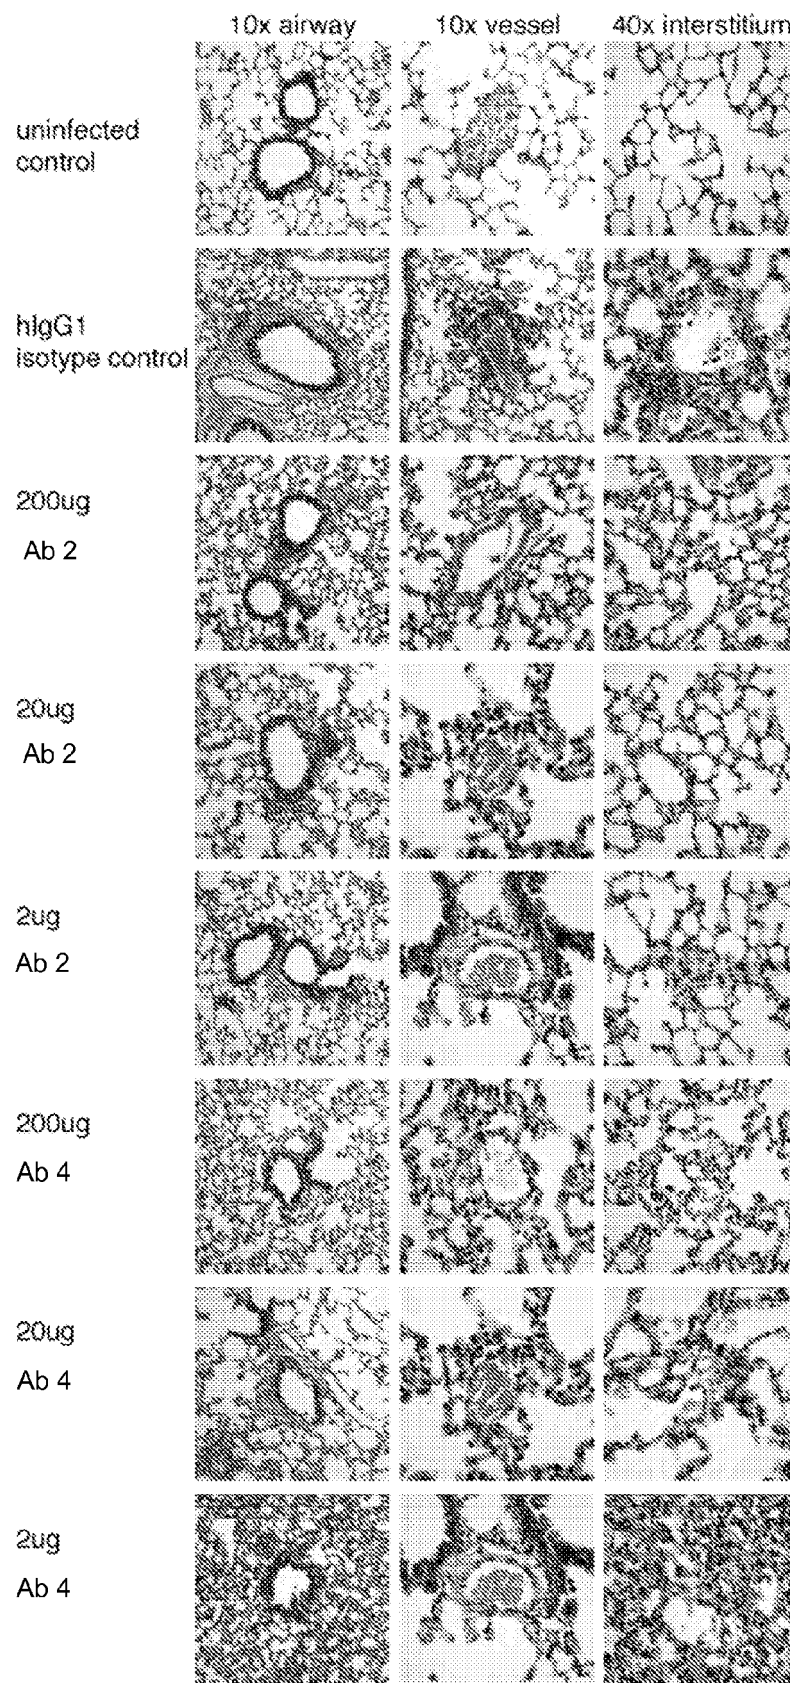 10x airway 10x vessel 40x interstitium
uninfected
control
hIgG1
isotype control
200ug
Ab 2
20ug
Ab 2
2ug
Ab 2
200ug
Ab 4
20ug
Ab 4
2ug
Ab 4